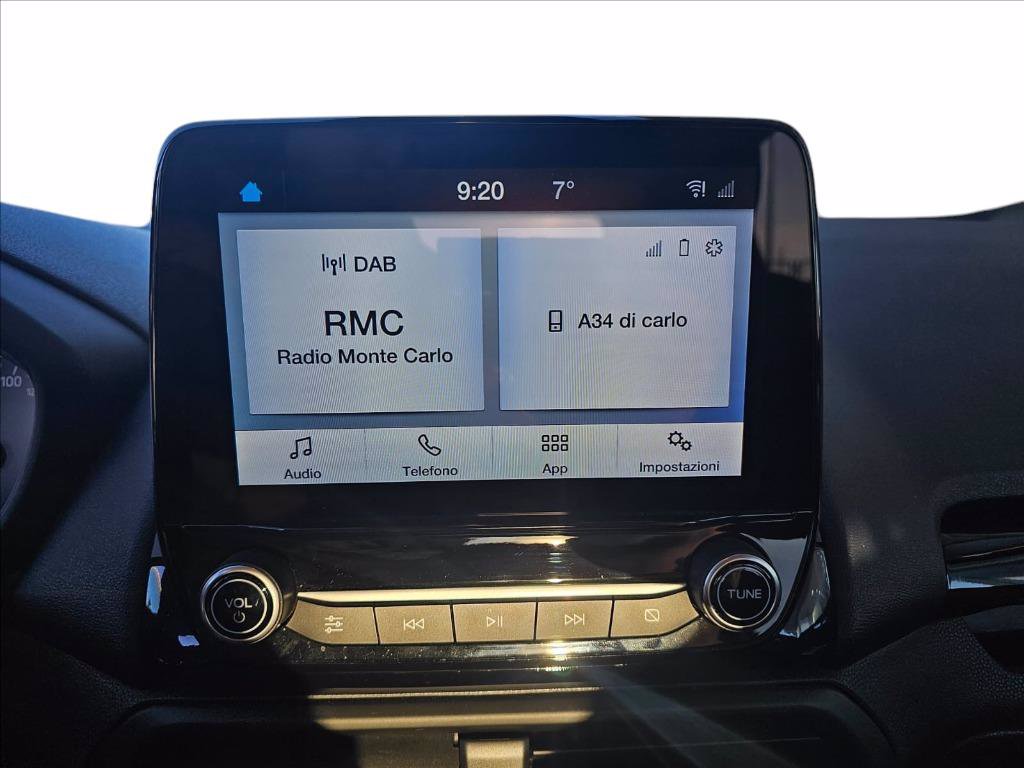 9:20 7°
DAB
RMC
Radio Monte Carlo
A34 di carlo
Audio Telefono App Impostazioni
100
VOL
TUNE